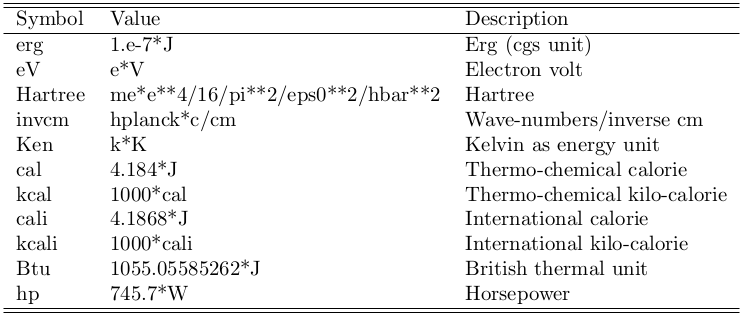 Symbol Value Description
erg 1.e-7*J Erg (cgs unit)
eV e*V Electron volt
Hartree me*e**4/16/pi**2/eps0**2/hbar**2 Hartree
invcm hplanck*c/cm Wave-numbers/inverse cm
Ken k*K Kelvin as energy unit
cal 4.184*J Thermo-chemical calorie
kcal 1000*cal Thermo-chemical kilo-calorie
cali 4.1868*J International calorie
kcali 1000*cali International kilo-calorie
Btu 1055.05585262*J British thermal unit
hp 745.7*W Horsepower